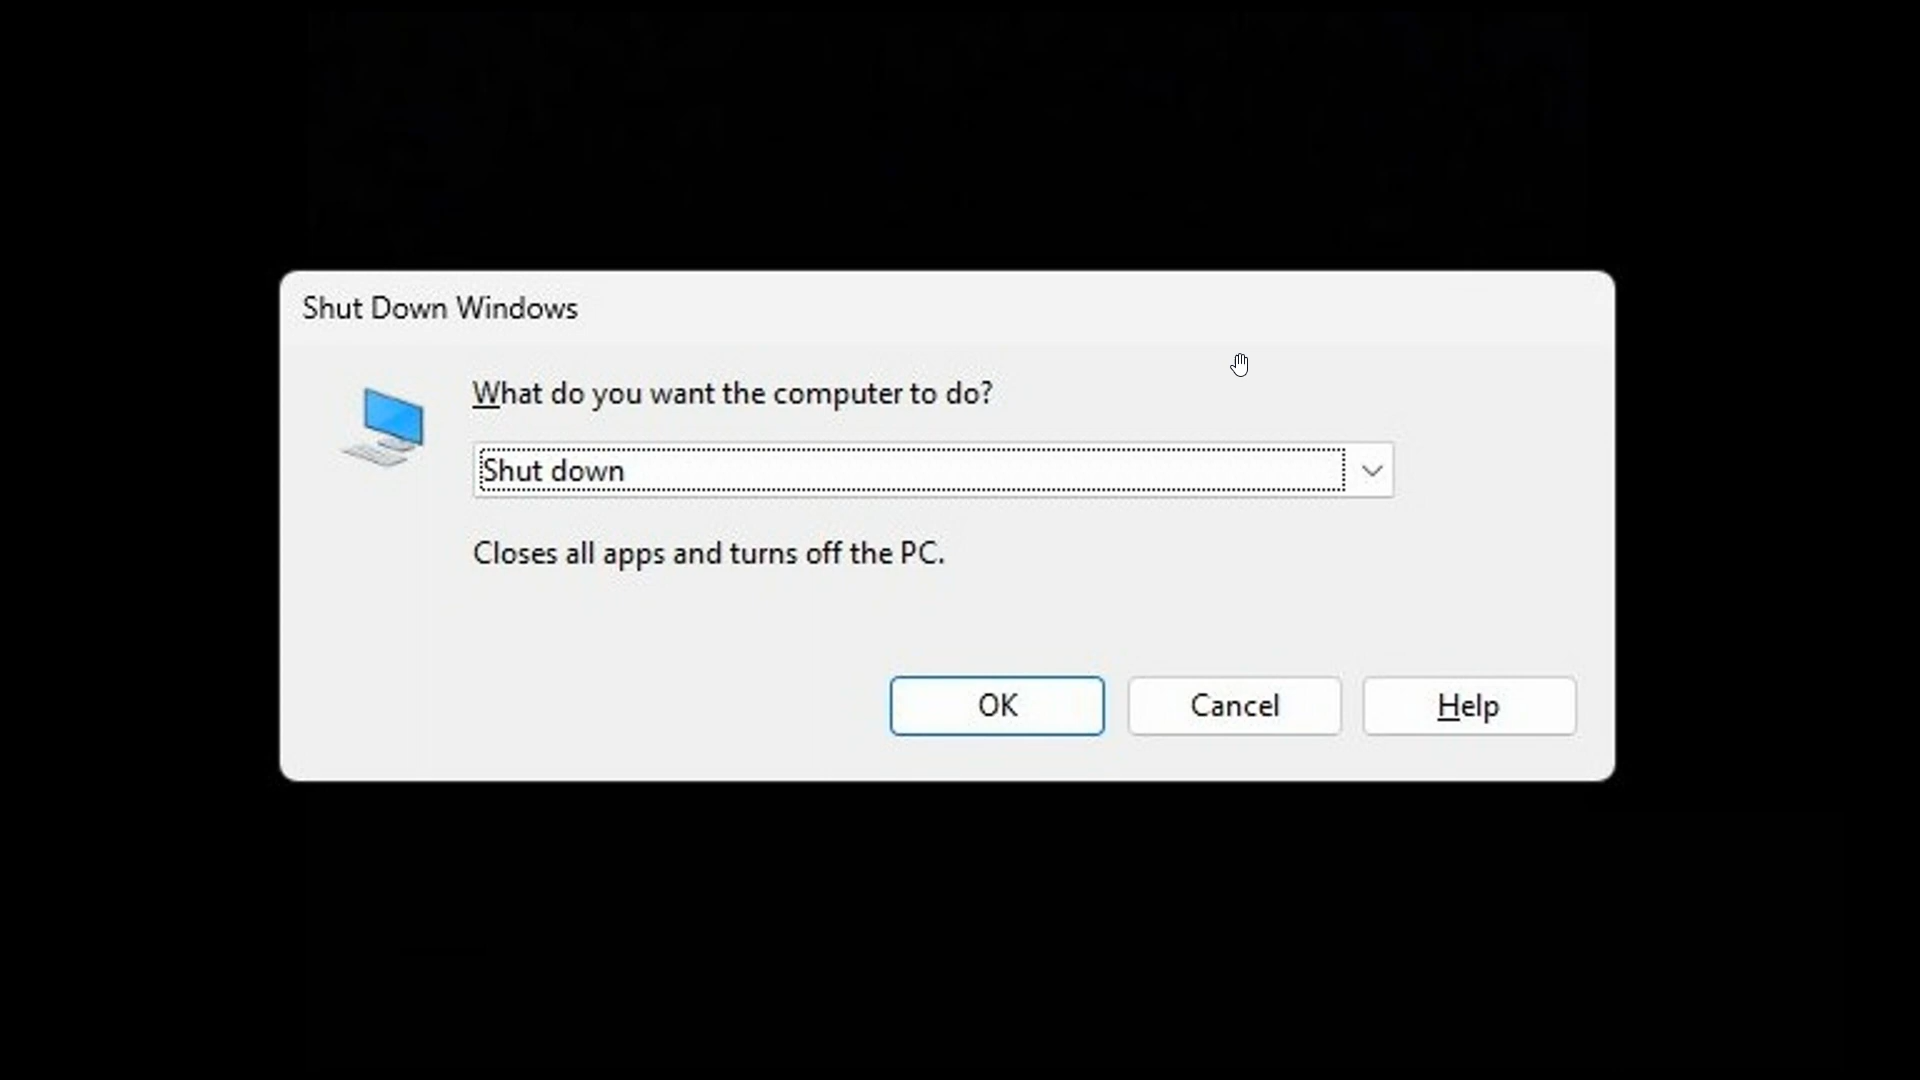 Shut Down Windows
What do you want the computer to do?
Shut down
Closes all apps and turns off the PC.
OK
Cancel
Help